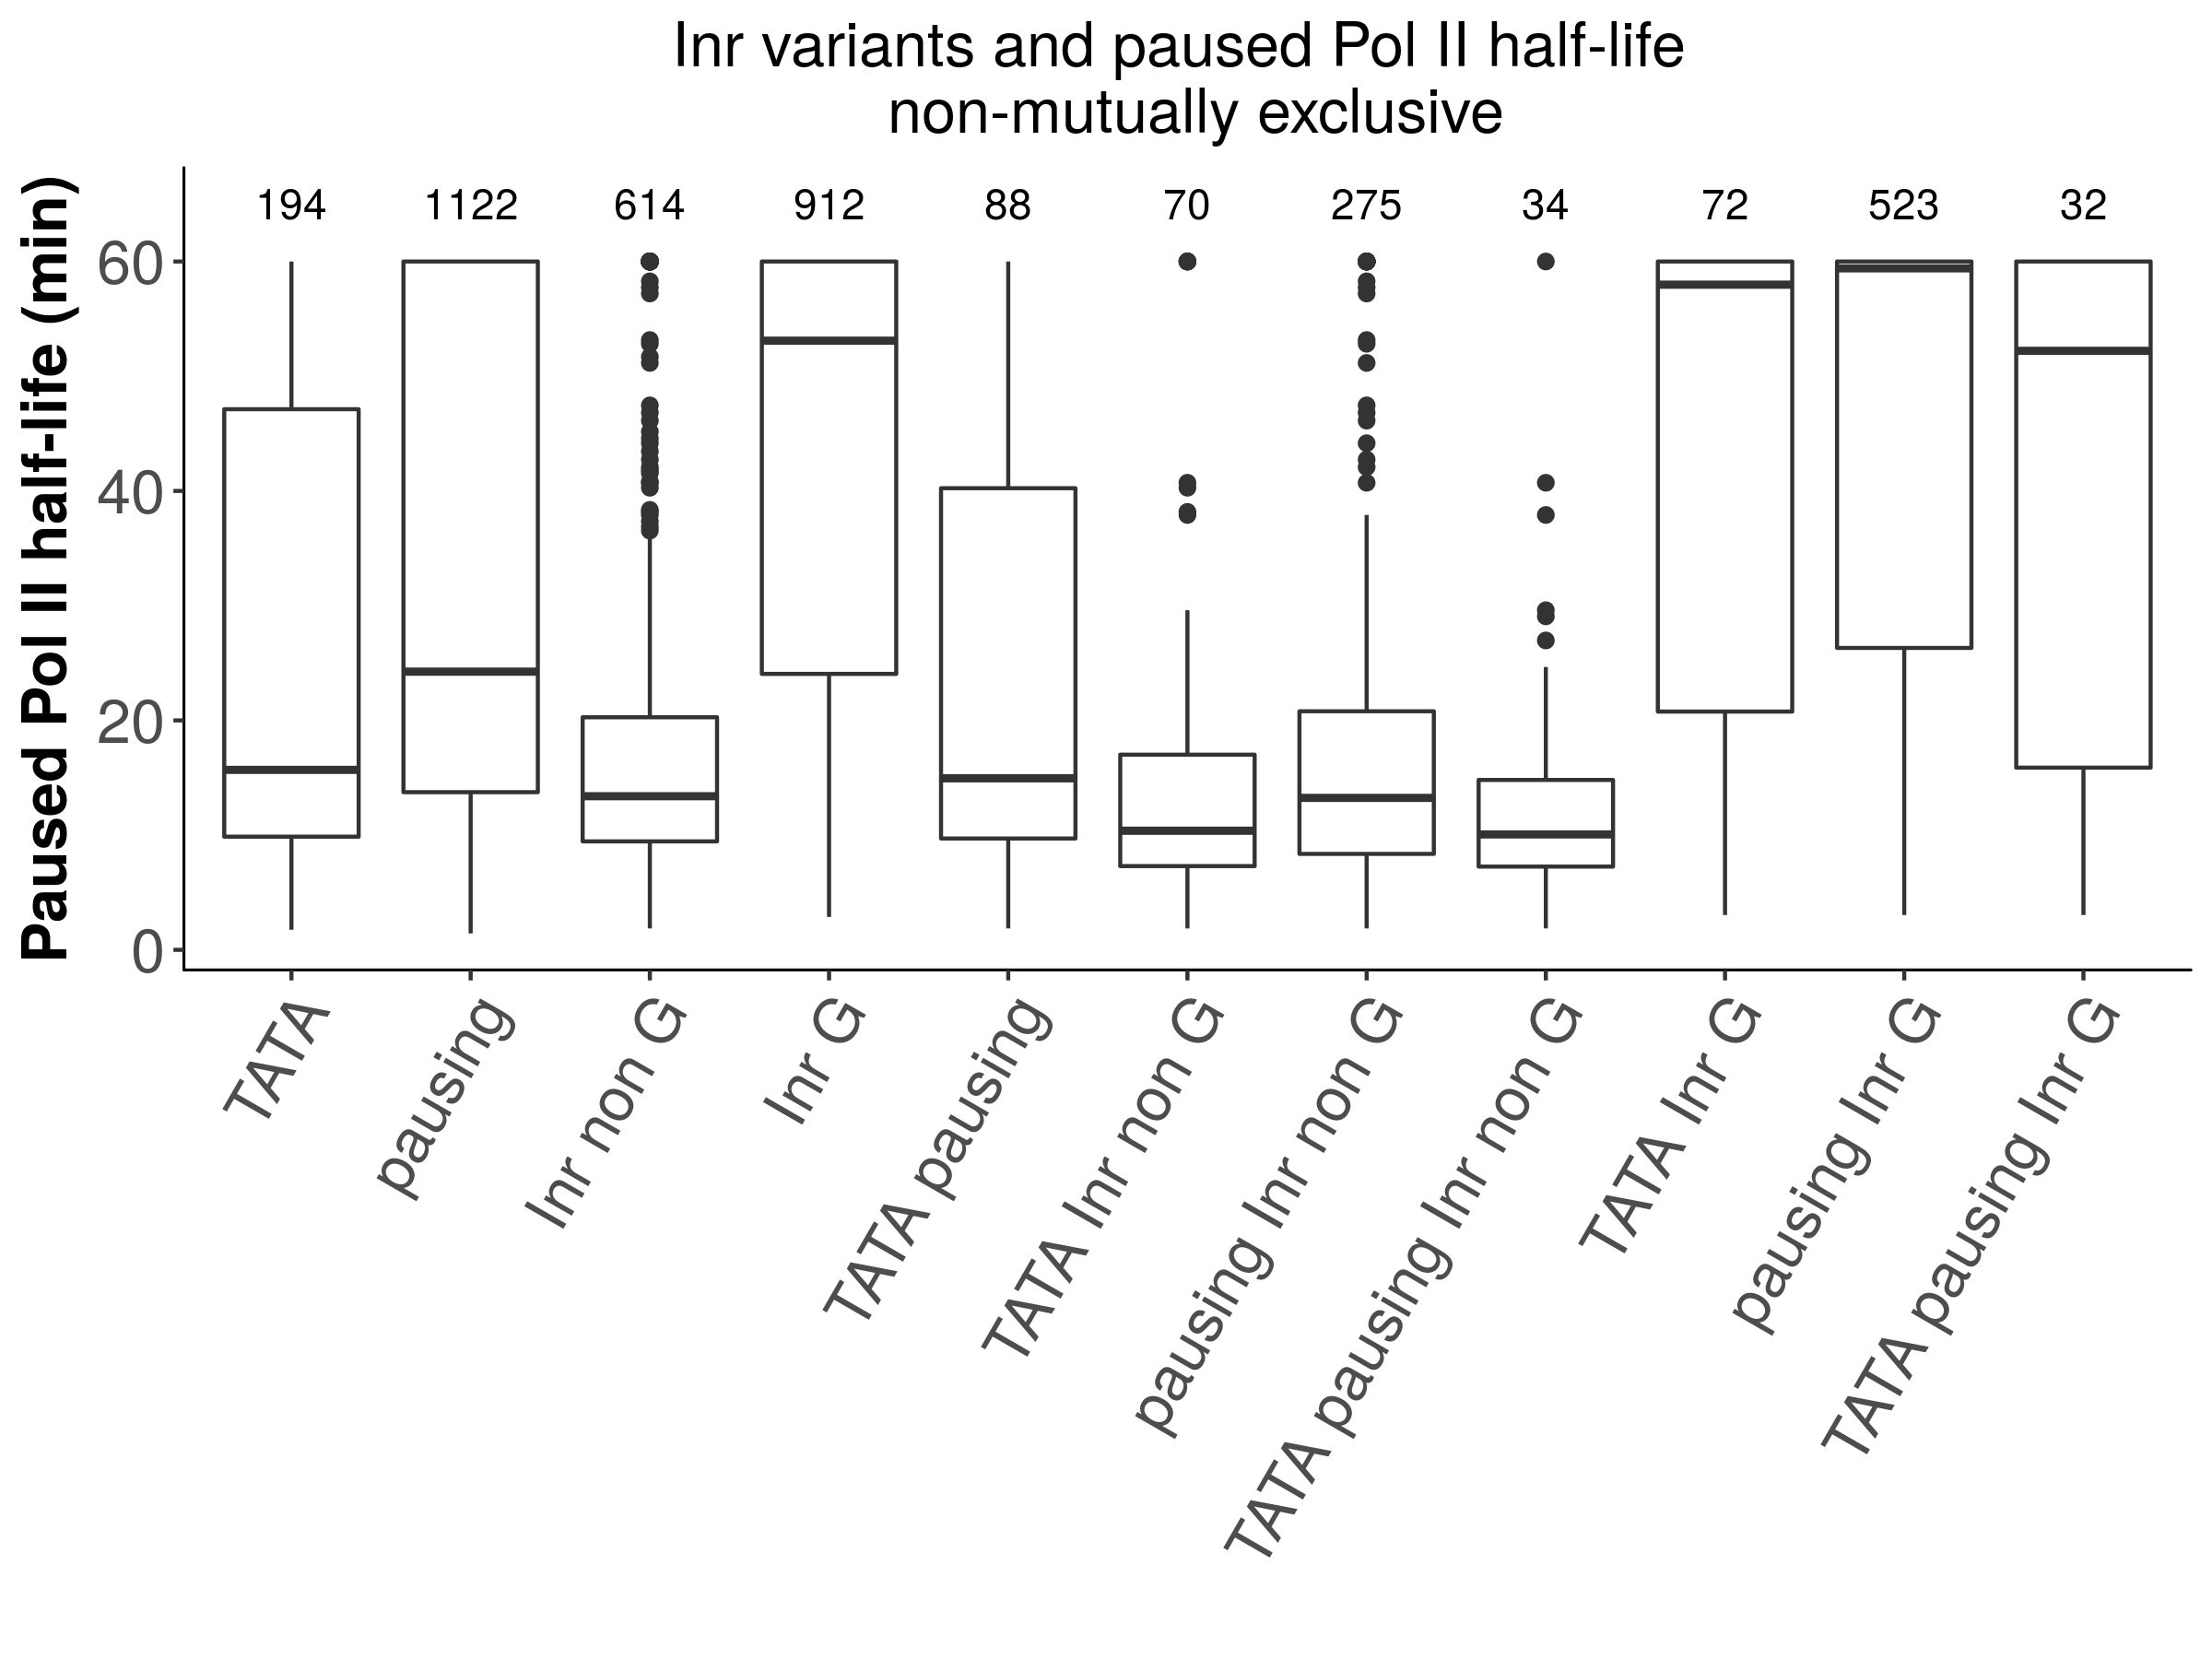 Inr variants and paused Pol II half-life
non-mutually exclusive
194 1122 614 912 88 70 275 34 72 523 32
Paused Pol II half-life (min)
60
40
20
0
TATA
pausing
Inr non G
Inr G
TATA pausing
TATA Inr non G
pausing Inr non G
TATA pausing Inr non G
TATA Inr G
pausing Inr G
TATA pausing Inr G